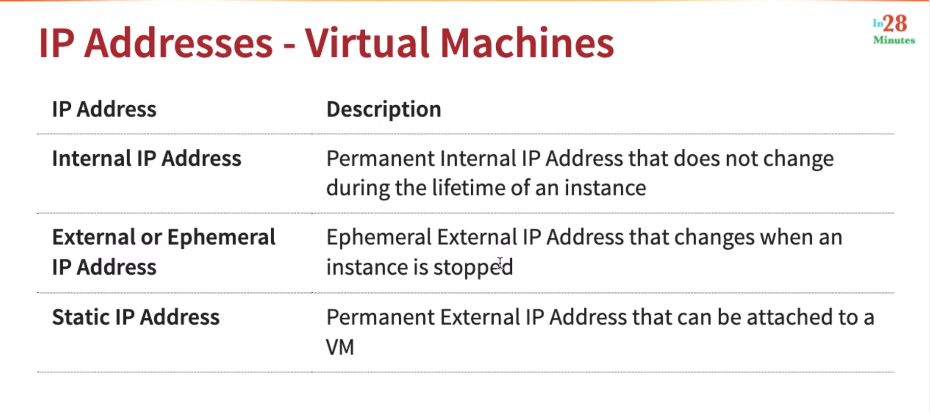 IP Addresses - Virtual Machines
In28
Minutes
IP Address
Description
Internal IP Address
Permanent Internal IP Address that does not change
during the lifetime of an instance
External or Ephemeral
IP Address
Ephemeral External IP Address that changes when an
instance is stopped
Static IP Address
Permanent External IP Address that can be attached to a
VM